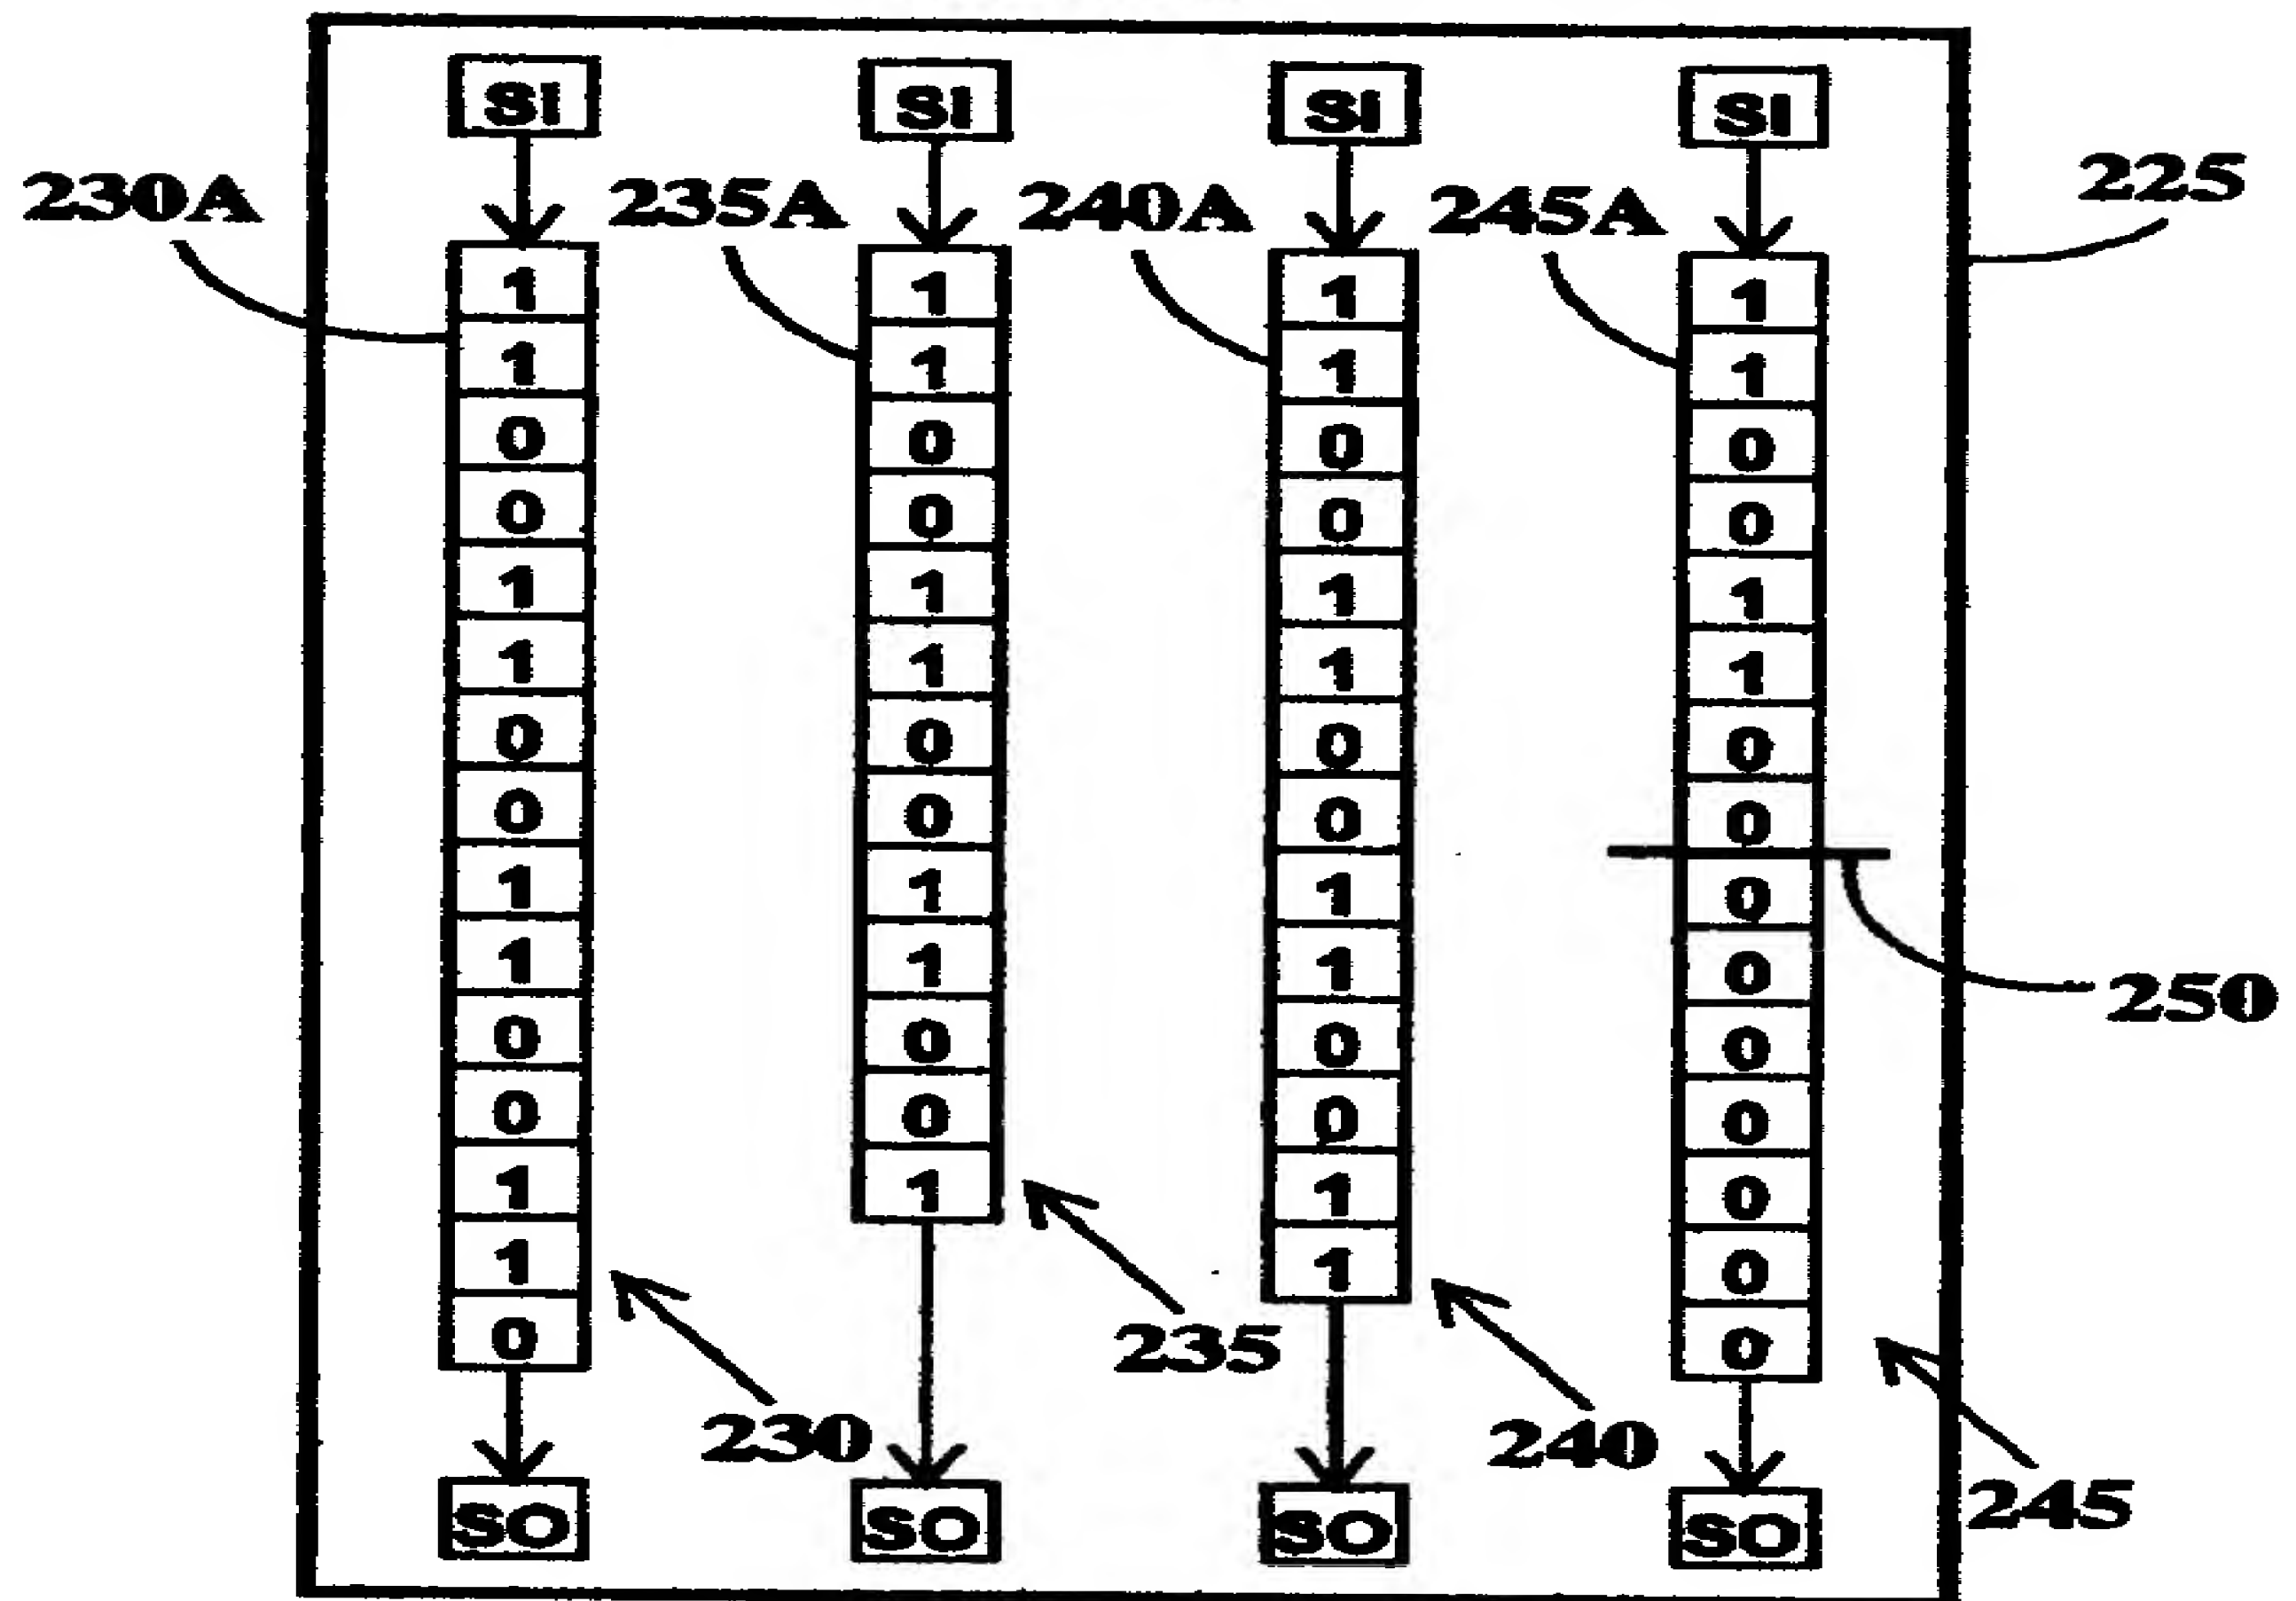 SI SI SI SI
230A 235A 240A 245A 225
1 1 1 1
1 1 1 1
0 0 0 0
0 0 0 0
1 1 1 1
1 1 1 1
0 0 0 0
0 0 0 0
1 1 1 0
1 1 1 0
250
0 0 0 0
0 0 0 0
1 1 1 0
1 1 0
0 0
235
230 240 245
SO SO SO SO